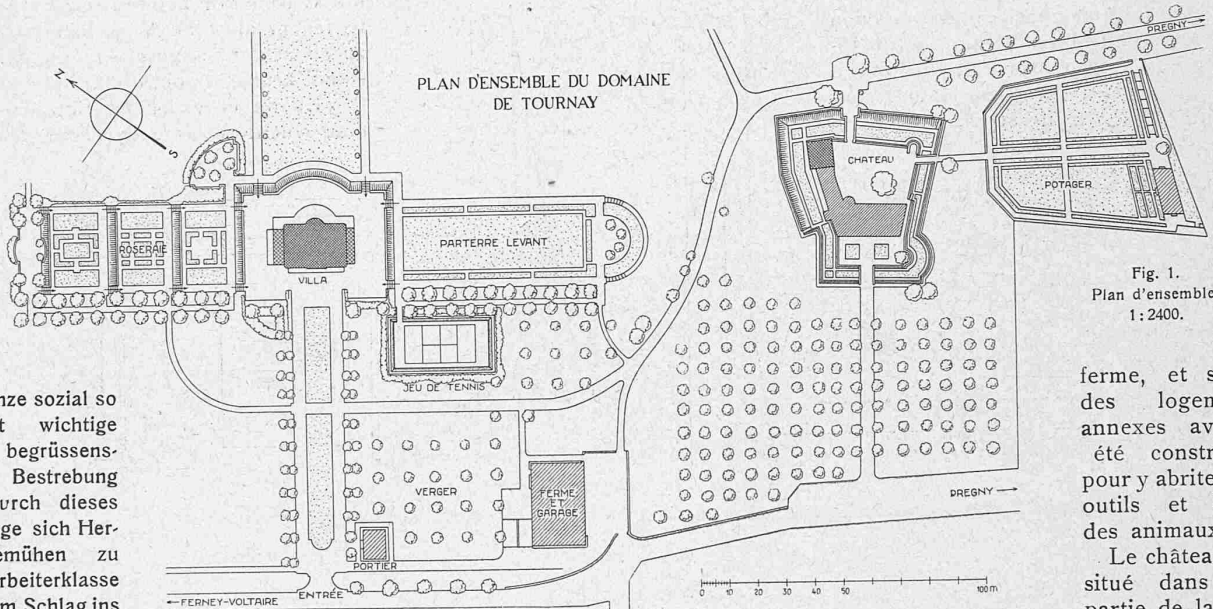 PLAN D'ENSEMBLE DU DOMAINE
DE TOURNAY
N
S
PREGNY
CHATEAU
POTAGER
ROSERAIE
VILLA
PARTERRE LEVANT
JEU DE TENNIS
VERGER
FERME
ET
GARAGE
PORTIER
ENTRÉE
FERNEY-VOLTAIRE
PREGNY
0 10 20 30 40 50 100 m
Fig. 1.
Plan d'ensemble
1 : 2400.
nze sozial so
t wichtige
begrüssens-
Bestrebung
urch dieses
ge sich Her-
emühen zu
rbeiterklasse
m Schlag ins
ferme, et s
des logem
annexes av
été constr
pour y abrite
outils et
des animaux
Le châtea
situé dans
partie de la